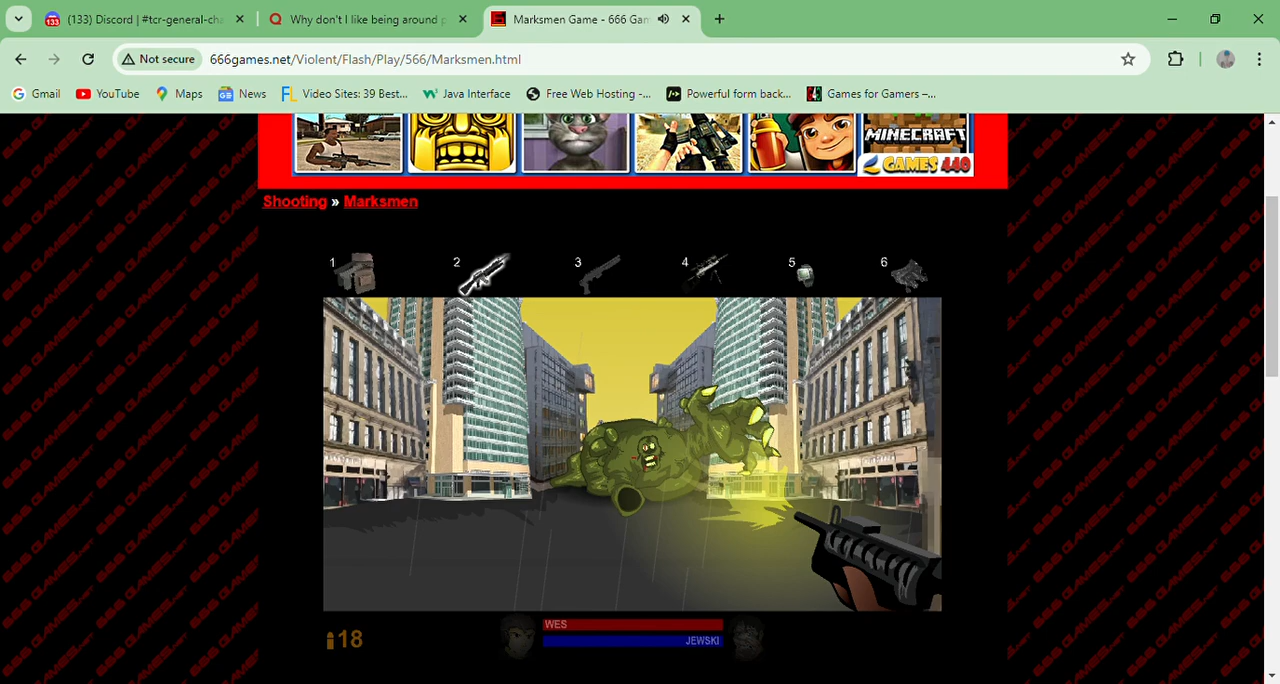 (133) Discord | #tcr-general-cha
Why don't I like being around p
Marksmen Game - 666 Gam
Not secure
666games.net/Violent/Flash/Play/566/Marksmen.html
Gmail
YouTube
Maps
News
Video Sites: 39 Best...
Java Interface
Free Web Hosting -...
Powerful form back...
Games for Gamers –...
MINECRAFT
GAMES 440
Shooting » Marksmen
1 2 3 4 5 6
WES
JEWSKI
18